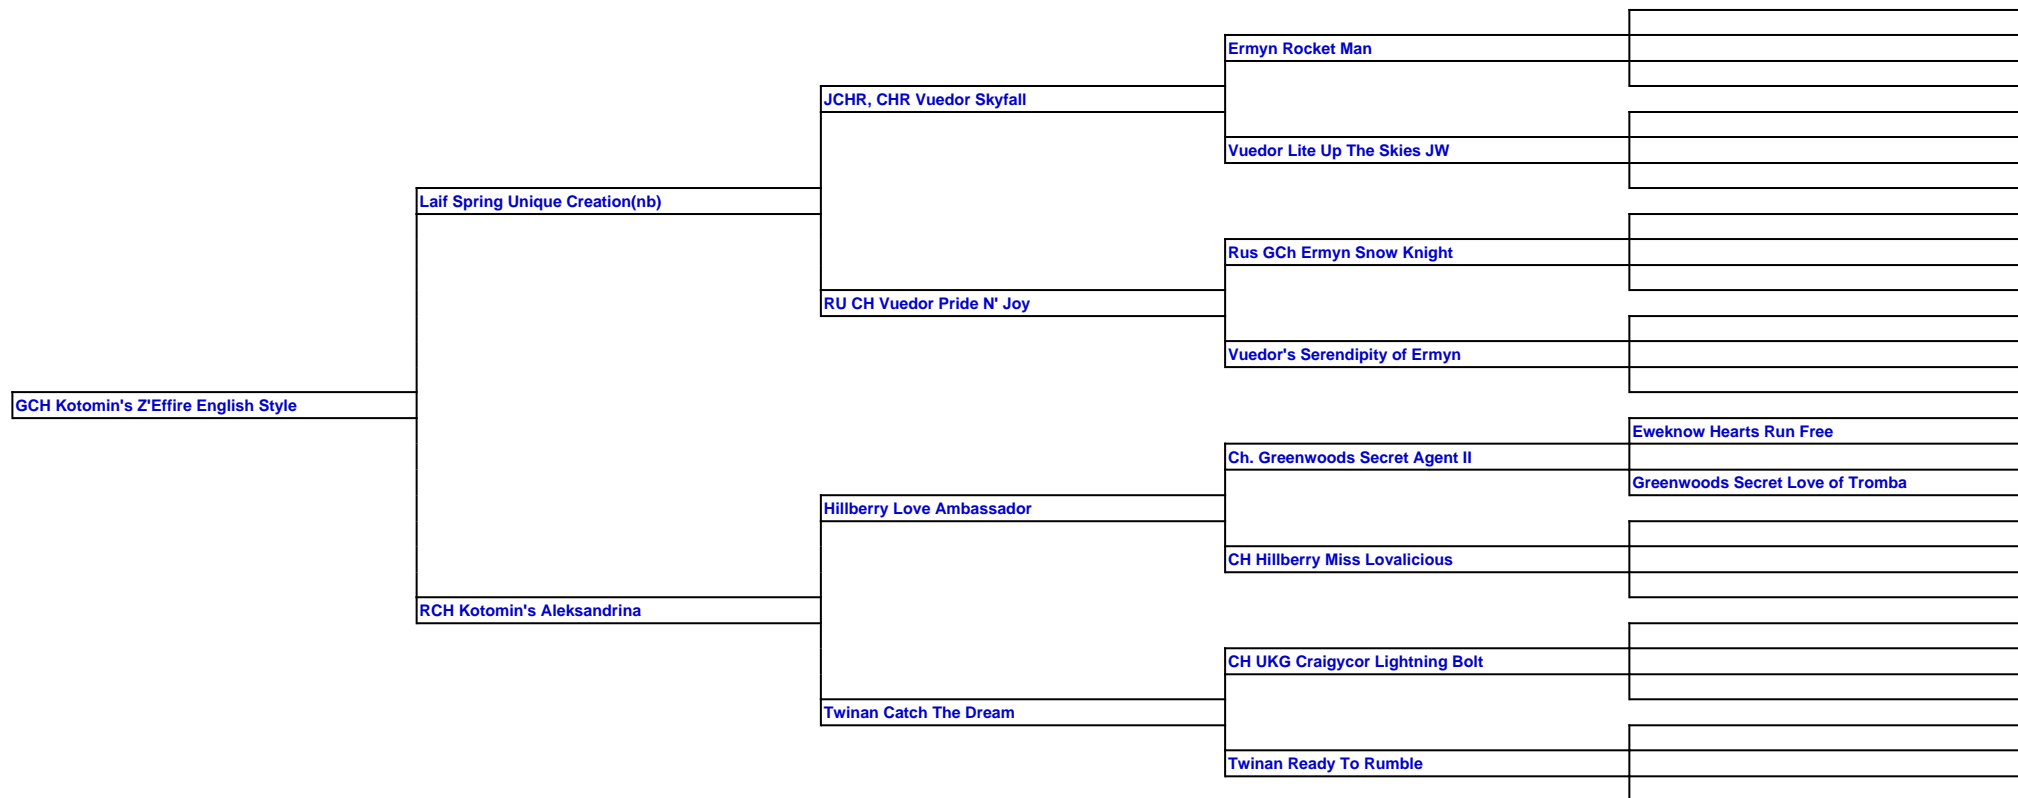 Ermyn Rocket Man
JCHR, CHR Vuedor Skyfall
Vuedor Lite Up The Skies JW
Laif Spring Unique Creation(nb)
Rus GCh Ermyn Snow Knight
RU CH Vuedor Pride N' Joy
Vuedor's Serendipity of Ermyn
GCH Kotomin's Z'Effire English Style
Eweknow Hearts Run Free
Ch. Greenwoods Secret Agent II
Greenwoods Secret Love of Tromba
Hillberry Love Ambassador
CH Hillberry Miss Lovalicious
RCH Kotomin's Aleksandrina
CH UKG Craigycor Lightning Bolt
Twinan Catch The Dream
Twinan Ready To Rumble